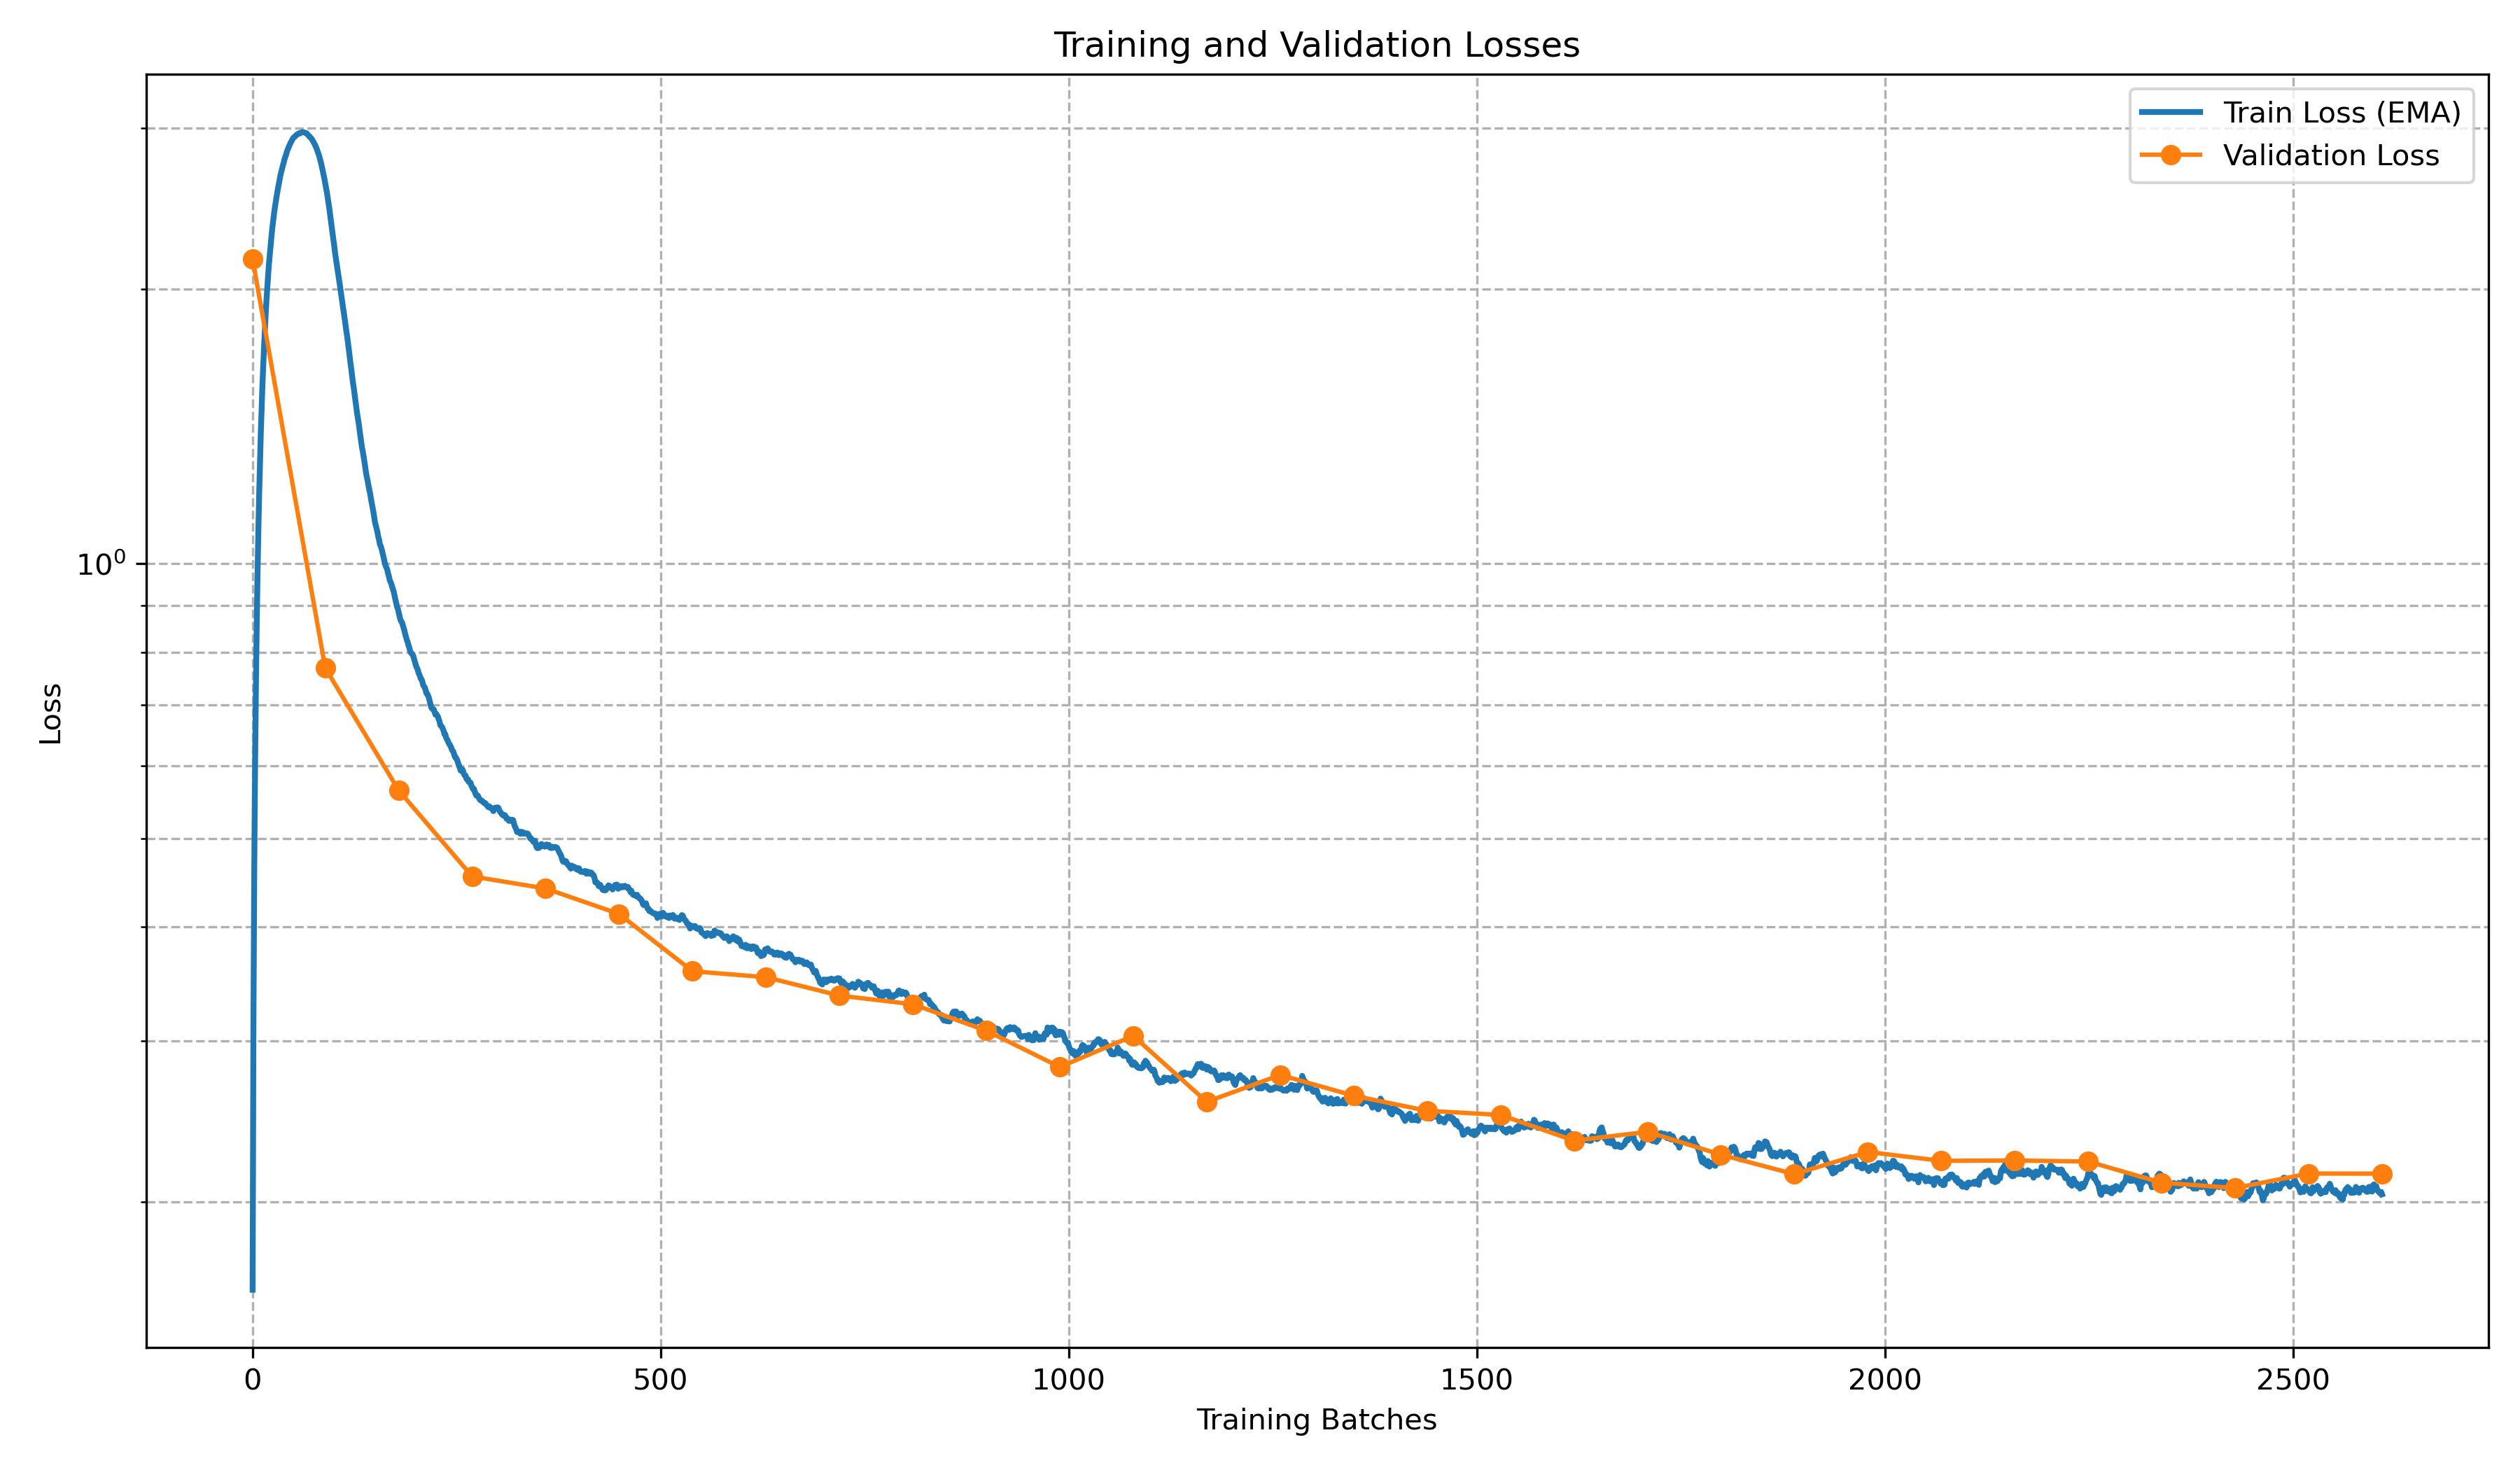 Training and Validation Losses
Train Loss (EMA)
Validation Loss
10⁰
Loss
0 500 1000 1500 2000 2500
Training Batches